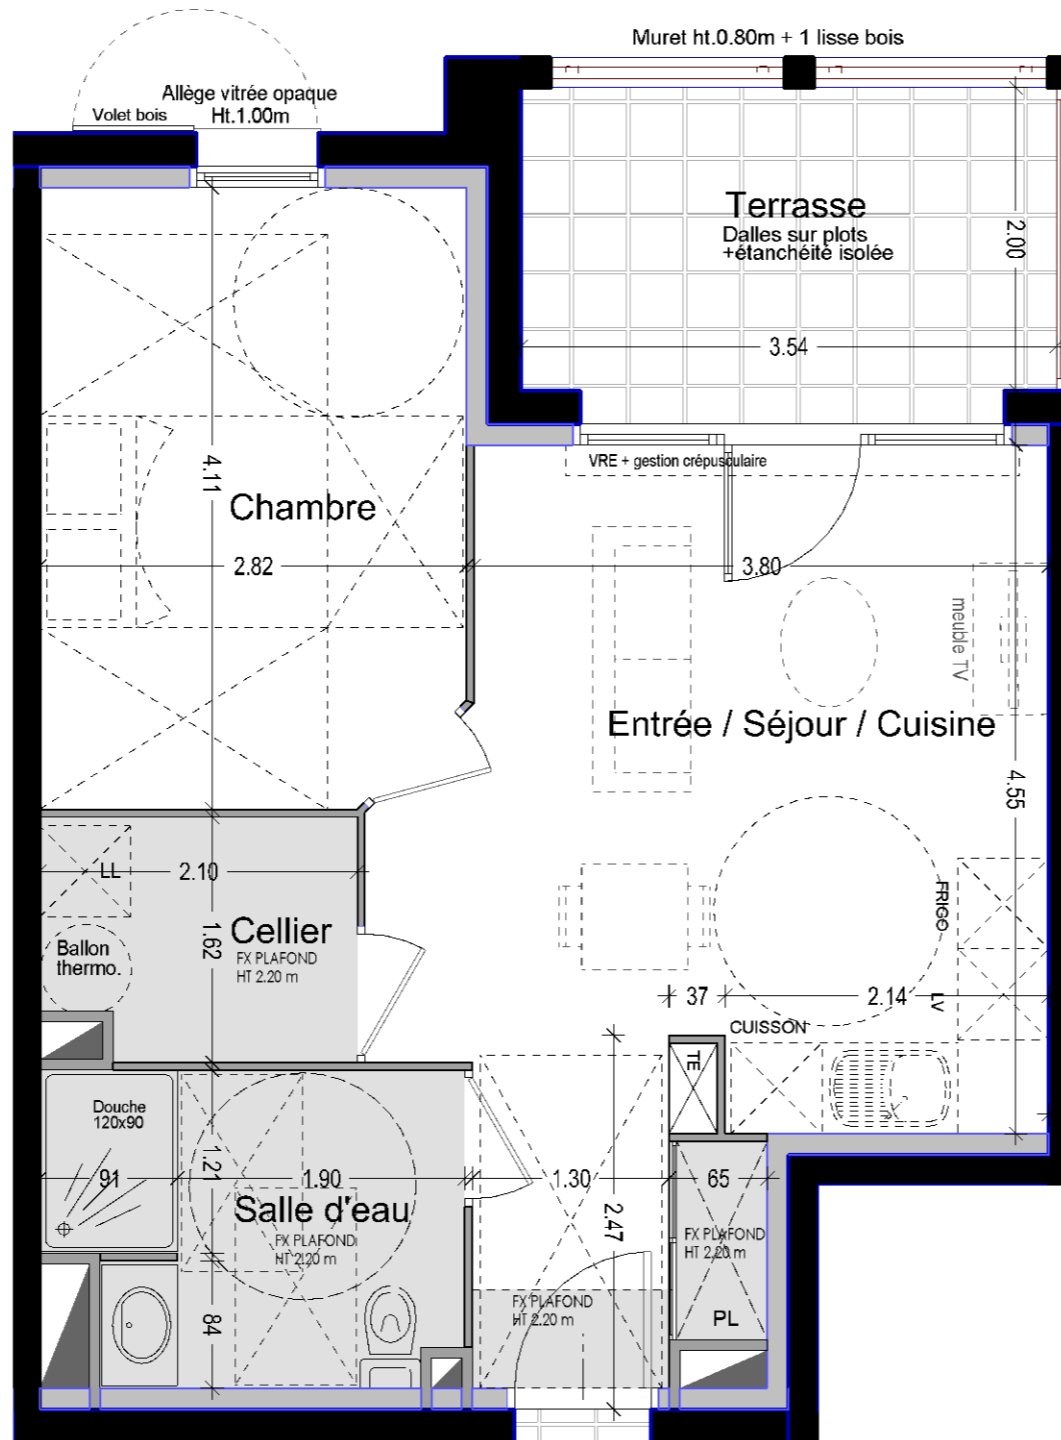 Muret ht.0.80m + 1 lisse bois
Allège vitrée opaque
Ht.1.00m
Volet bois
Terrasse
Dalles sur plots
+étanchéité isolée
2.00
3.54
VRE + gestion crépusculaire
4.11
Chambre
2.82
3.80
meuble TV
Entrée / Séjour / Cuisine
4.55
LL
2.10
Cellier
FX PLAFOND
HT 2.20 m
1.62
Ballon
thermo.
FRIGO
LV
37
2.14
CUISSON
TE
Douche
120x90
91
1.21
1.90
1.30
65
Salle d'eau
FX PLAFOND
HT 2.20 m
2.47
FX PLAFOND
HT 2.20 m
FX PLAFOND
HT 2.20 m
84
PL